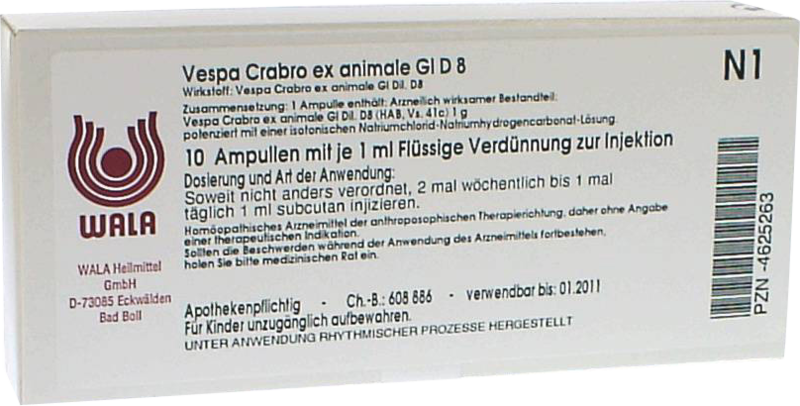 Vespa Crabro ex animale Gl D 8
N1
Wirkstoff: Vespa Crabro ex animale Gl Dil. D8
Zusammensetzung: 1 Ampulle enthält: Arzneilich wirksamer Bestandteil:
Vespa Crabro ex animale Gl Dil. D8 (HAB, Vs. 41c) 1 g
potenziert mit einer isotonischen Natriumchlorid-Natriumhydrogencarbonat-Lösung.
10 Ampullen mit je 1 ml Flüssige Verdünnung zur Injektion
Dosierung und Art der Anwendung:
Soweit nicht anders verordnet, 2 mal wöchentlich bis 1 mal
täglich 1 ml subcutan injizieren.
Homöopathisches Arzneimittel der anthroposophischen Therapierichtung, daher ohne Angabe
einer therapeutischen Indikation.
Sollten die Beschwerden während der Anwendung des Arzneimittels fortbestehen,
holen Sie bitte medizinischen Rat ein.
WALA
WALA Heilmittel
GmbH
D-73085 Eckwälden
Bad Boll
Apothekenpflichtig - Ch.-B.: 608 886 - verwendbar bis: 01.2011
Für Kinder unzugänglich aufbewahren.
UNTER ANWENDUNG RHYTHMISCHER PROZESSE HERGESTELLT
PZN -4625263